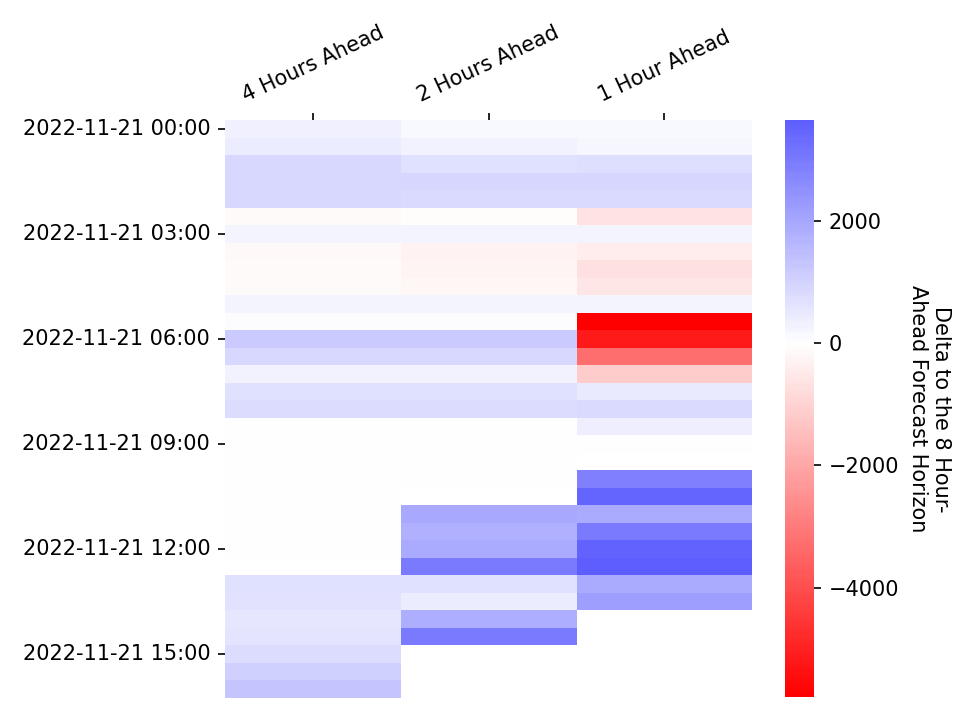 4 Hours Ahead
2 Hours Ahead
1 Hour Ahead
2022-11-21 00:00
2022-11-21 03:00
2022-11-21 06:00
2022-11-21 09:00
2022-11-21 12:00
2022-11-21 15:00
2000
0
−2000
−4000
Delta to the 8 Hour-
Ahead Forecast Horizon